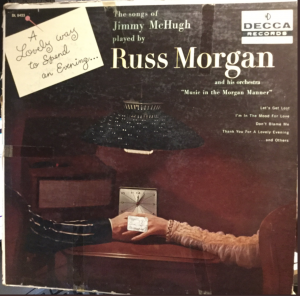 DL 8423
The songs of
Jimmy McHugh
played by
Russ Morgan
and his orchestra
"Music in the Morgan Manner"
DECCA
RECORDS
A
Lovely way
to Spend
an Evening...
Let's Get Lost
I'm In The Mood For Love
Don't Blame Me
Thank You For A Lovely Evening
and Others